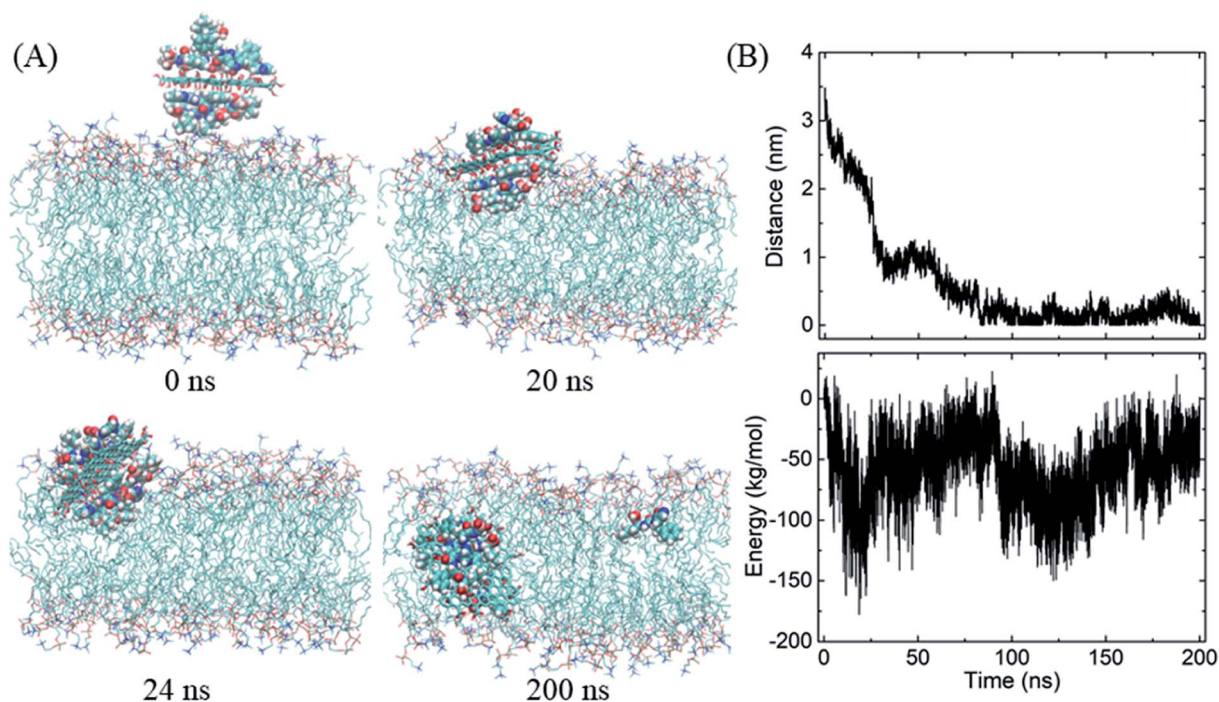 (A)
0 ns
20 ns
24 ns
200 ns
(B)
4
3
2
1
0
Distance (nm)
0
-50
-100
-150
-200
Energy (kg/mol)
0 50 100 150 200
Time (ns)